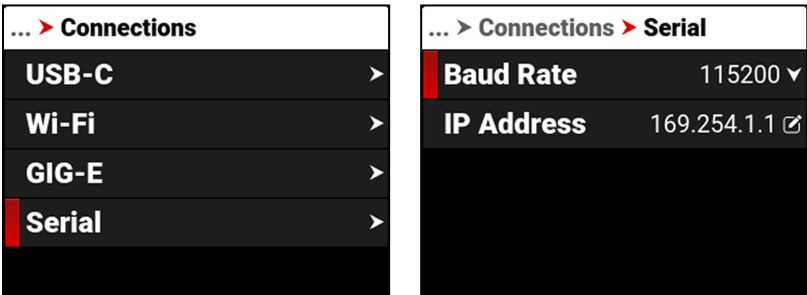 ... > Connections
USB-C
Wi-Fi
GIG-E
Serial
... > Connections > Serial
Baud Rate 115200
IP Address 169.254.1.1